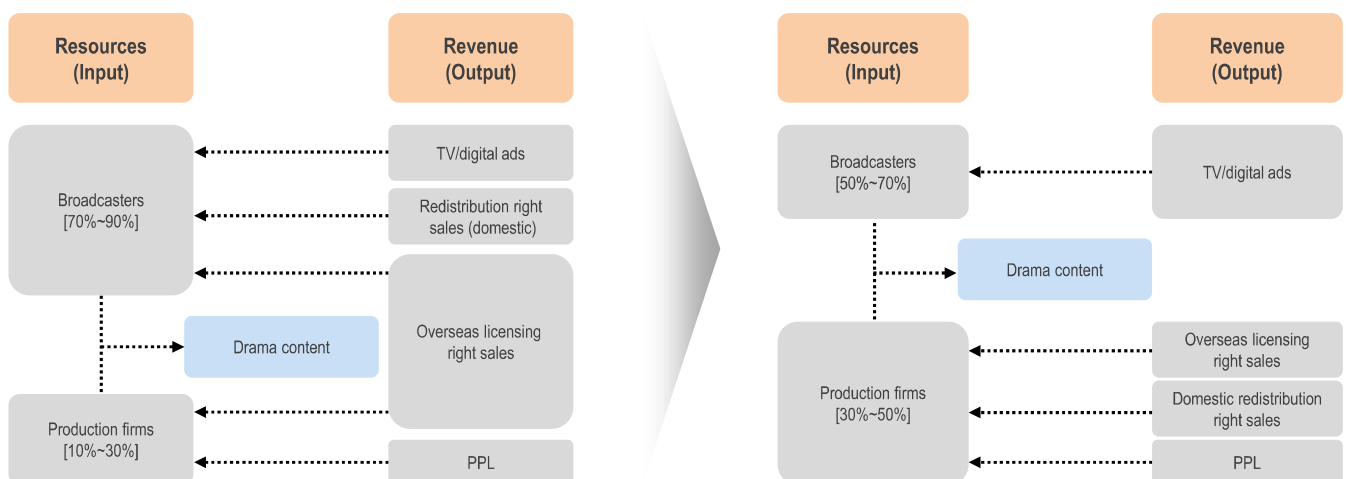 Resources
(Input)
Revenue
(Output)
Broadcasters
[70%~90%]
TV/digital ads
Redistribution right
sales (domestic)
Overseas licensing
right sales
Drama content
Production firms
[10%~30%]
PPL
Resources
(Input)
Revenue
(Output)
Broadcasters
[50%~70%]
TV/digital ads
Drama content
Production firms
[30%~50%]
Overseas licensing
right sales
Domestic redistribution
right sales
PPL